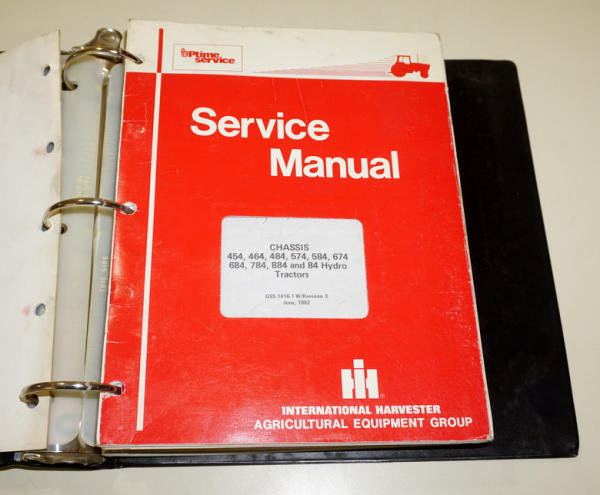 UPtime
service
Service
Manual
CHASSIS
454, 464, 484, 574, 584, 674
684, 784, 884 and 84 Hydro
Tractors
GSS-1416-1 W/Revision 3
June, 1982
INTERNATIONAL HARVESTER
AGRICULTURAL EQUIPMENT GROUP